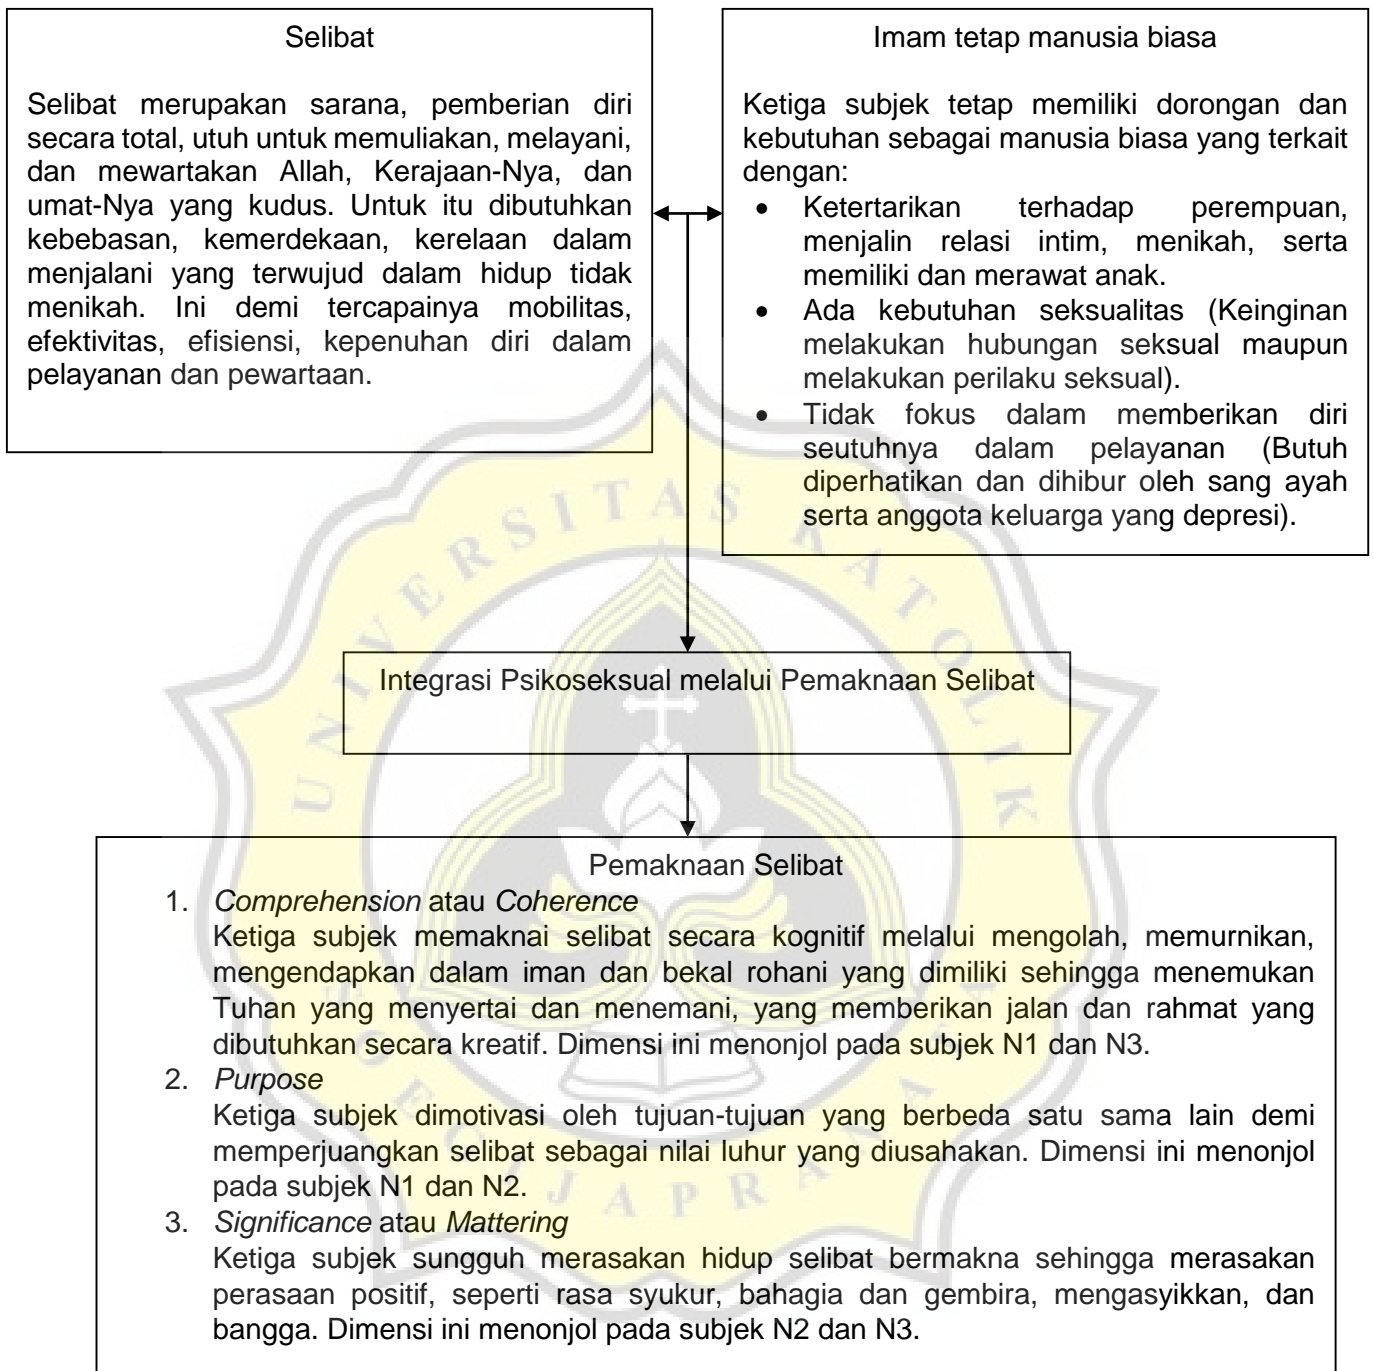 Selibat
Selibat merupakan sarana, pemberian diri
secara total, utuh untuk memuliakan, melayani,
dan mewartakan Allah, Kerajaan-Nya, dan
umat-Nya yang kudus. Untuk itu dibutuhkan
kebebasan, kemerdekaan, kerelaan dalam
menjalani yang terwujud dalam hidup tidak
menikah. Ini demi tercapainya mobilitas,
efektivitas, efisiensi, kepenuhan diri dalam
pelayanan dan pewartaan.
Imam tetap manusia biasa
Ketiga subjek tetap memiliki dorongan dan
kebutuhan sebagai manusia biasa yang terkait
dengan:
• Ketertarikan terhadap perempuan,
menjalin relasi intim, menikah, serta
memiliki dan merawat anak.
• Ada kebutuhan seksualitas (Keinginan
melakukan hubungan seksual maupun
melakukan perilaku seksual).
• Tidak fokus dalam memberikan diri
seutuhnya dalam pelayanan (Butuh
diperhatikan dan dihibur oleh sang ayah
serta anggota keluarga yang depresi).
Integrasi Psikoseksual melalui Pemaknaan Selibat
Pemaknaan Selibat
1. Comprehension atau Coherence
Ketiga subjek memaknai selibat secara kognitif melalui mengolah, memurnikan,
mengendapkan dalam iman dan bekal rohani yang dimiliki sehingga menemukan
Tuhan yang menyertai dan menemani, yang memberikan jalan dan rahmat yang
dibutuhkan secara kreatif. Dimensi ini menonjol pada subjek N1 dan N3.
2. Purpose
Ketiga subjek dimotivasi oleh tujuan-tujuan yang berbeda satu sama lain demi
memperjuangkan selibat sebagai nilai luhur yang diusahakan. Dimensi ini menonjol
pada subjek N1 dan N2.
3. Significance atau Mattering
Ketiga subjek sungguh merasakan hidup selibat bermakna sehingga merasakan
perasaan positif, seperti rasa syukur, bahagia dan gembira, mengasyikkan, dan
bangga. Dimensi ini menonjol pada subjek N2 dan N3.
UNIVERSITAS KATOLIK
SOEGIJAPRANATA